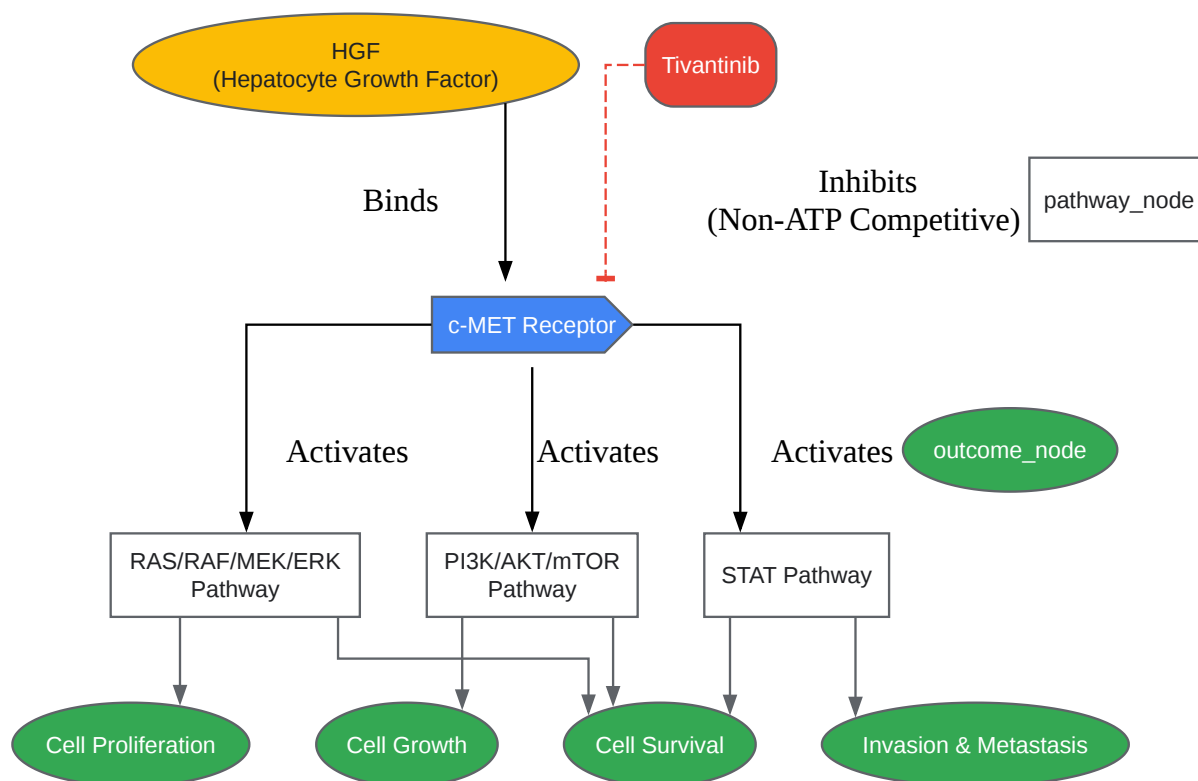 HGF
(Hepatocyte Growth Factor)
Tivantinib
Binds
Inhibits
(Non-ATP Competitive)
pathway_node
c-MET Receptor
Activates
Activates
Activates
outcome_node
RAS/RAF/MEK/ERK
Pathway
PI3K/AKT/mTOR
Pathway
STAT Pathway
Cell Proliferation
Cell Growth
Cell Survival
Invasion & Metastasis